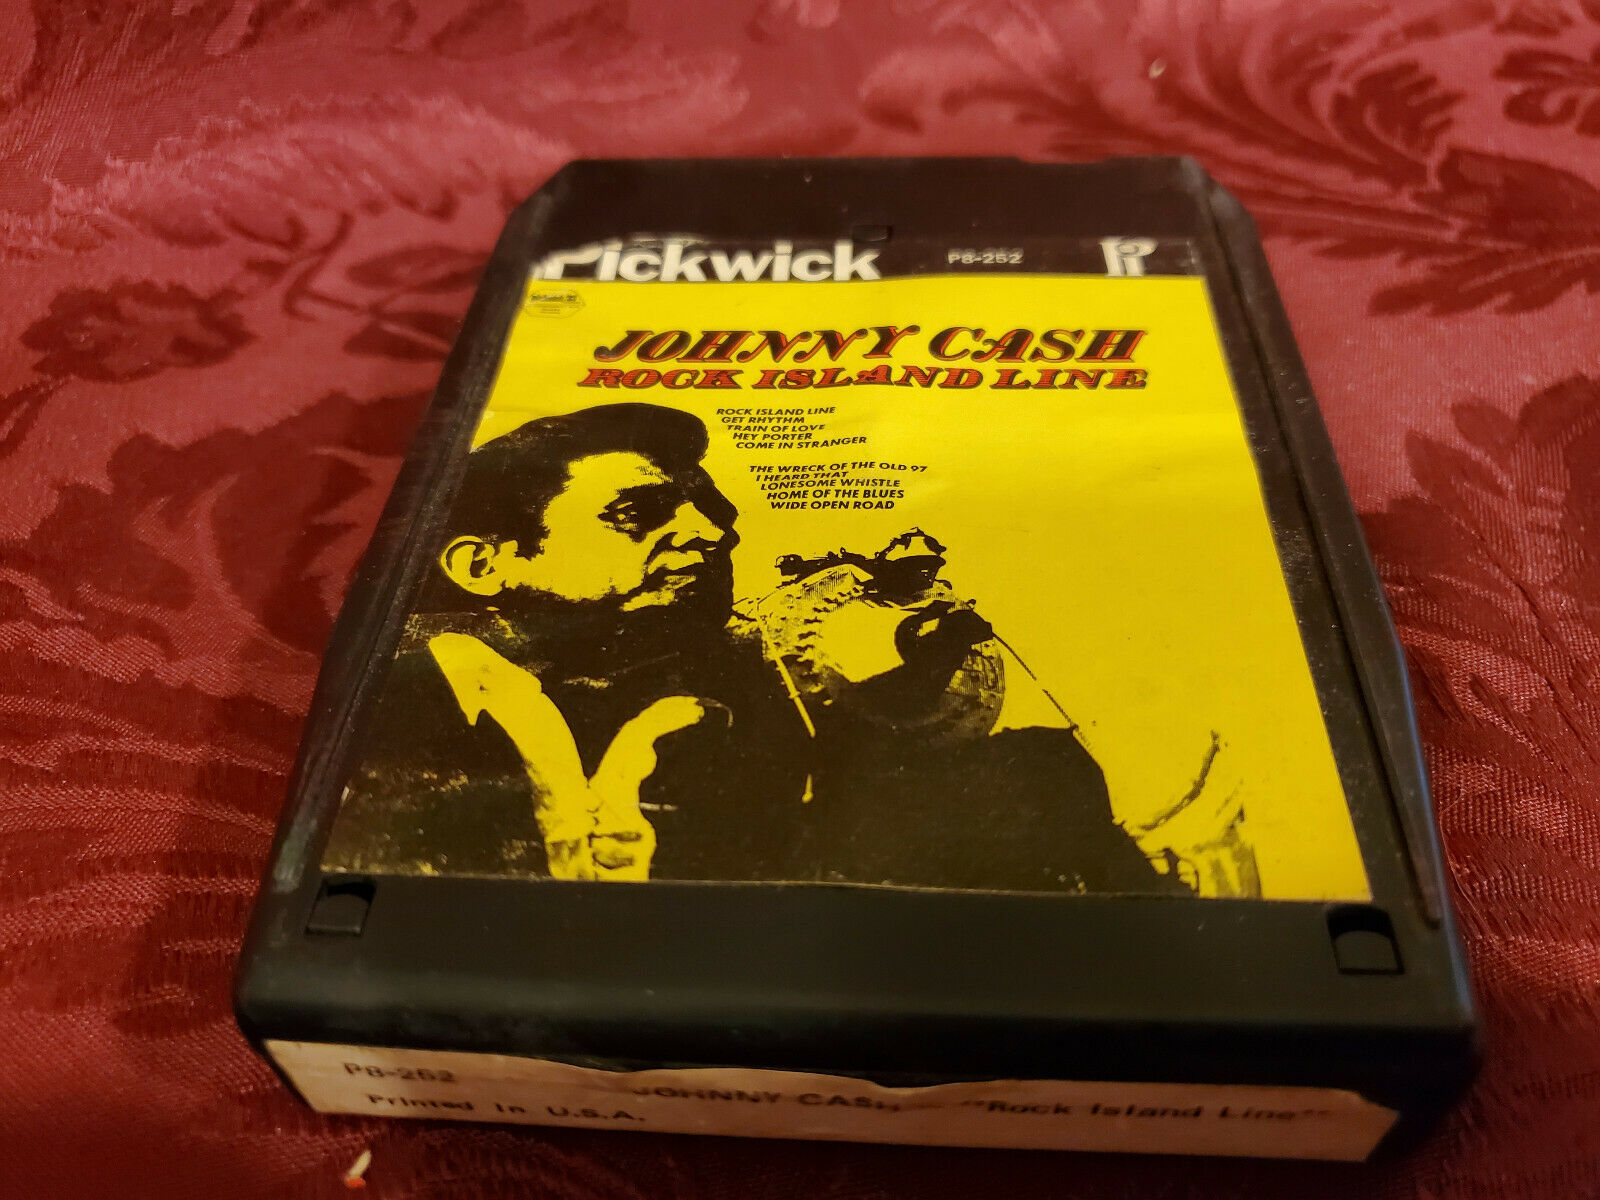 Pickwick P8-252 Pi
JOHNNY CASH
ROCK ISLAND LINE
ROCK ISLAND LINE
GET RHYTHM
TRAIN OF LOVE
HEY PORTER
COME IN STRANGER
THE WRECK OF THE OLD 97
I HEARD THAT
LONESOME WHISTLE
HOME OF THE BLUES
WIDE OPEN ROAD
P8-252 JOHNNY CASH - "Rock Island Line"
Printed in U.S.A.